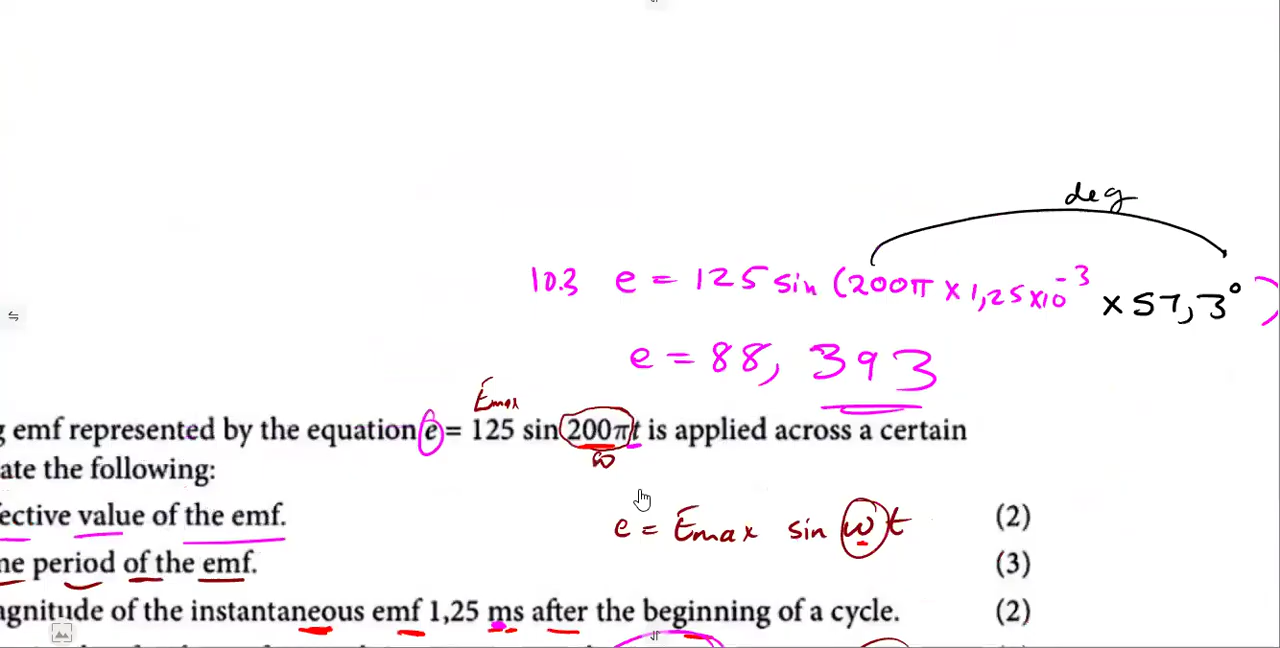 deg
10.3 e = 125 sin (200π × 1,25×10⁻³ × 57,3°)
e = 88, 393
Emax
g emf represented by the equation e = 125 sin 200πt is applied across a certain
ω
ate the following:
ective value of the emf. (2)
e = Emax sin ωt
ne period of the emf. (3)
agnitude of the instantaneous emf 1,25 ms after the beginning of a cycle. (2)